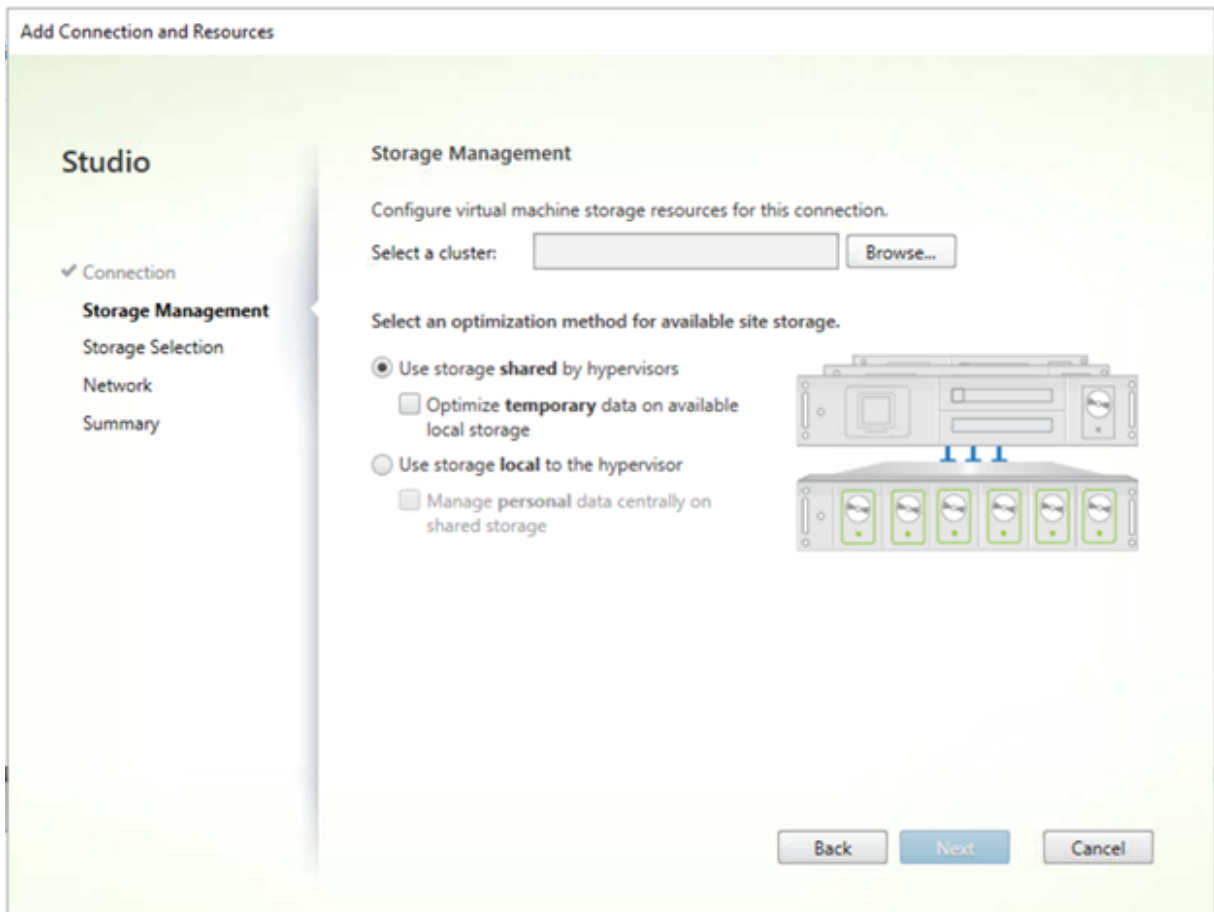 Add Connection and Resources
Studio
Connection
Storage Management
Storage Selection
Network
Summary
Storage Management
Configure virtual machine storage resources for this connection.
Select a cluster:
Browse...
Select an optimization method for available site storage.
Use storage shared by hypervisors
Optimize temporary data on available
local storage
Use storage local to the hypervisor
Manage personal data centrally on
shared storage
Back
Next
Cancel